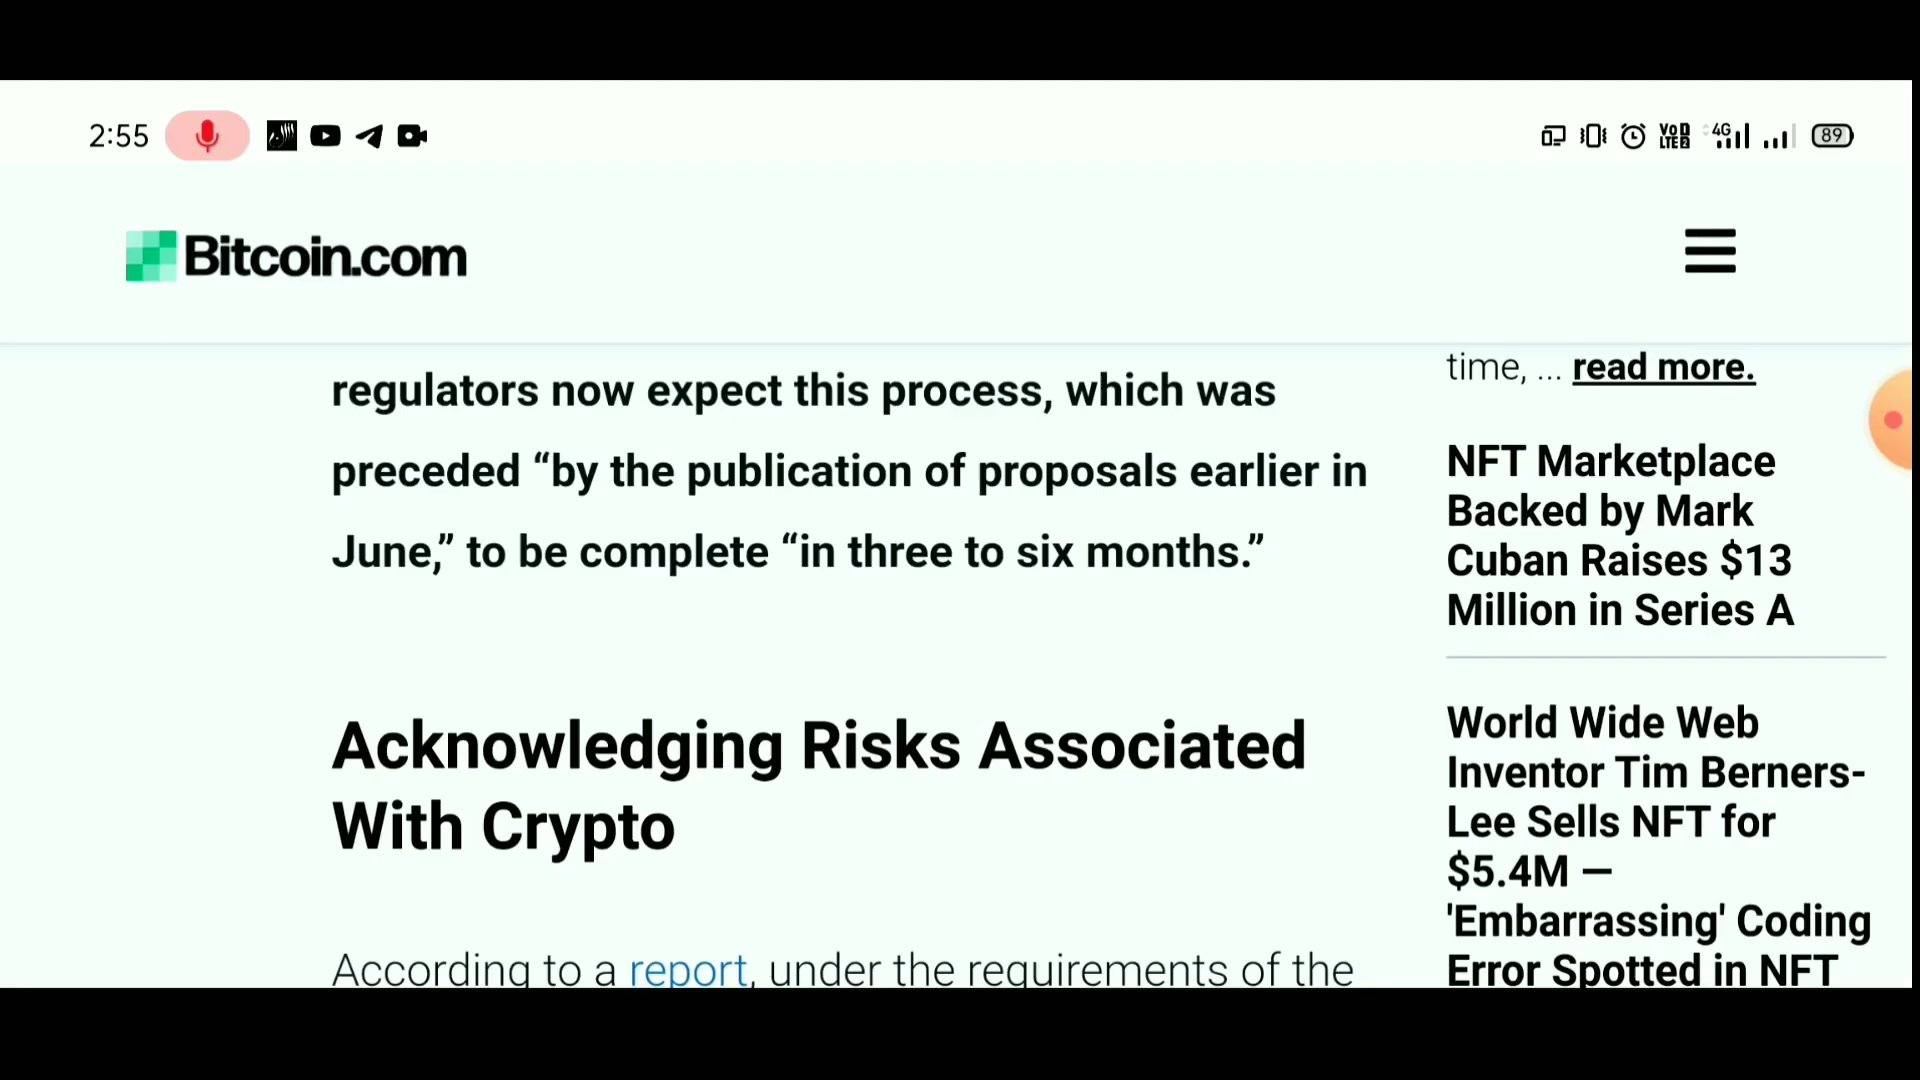 2:55
VoD
LTE2
4G
89
Bitcoin.com
regulators now expect this process, which was
preceded “by the publication of proposals earlier in
June,” to be complete “in three to six months.”
Acknowledging Risks Associated
With Crypto
According to a report, under the requirements of the
time, ... read more.
NFT Marketplace
Backed by Mark
Cuban Raises $13
Million in Series A
World Wide Web
Inventor Tim Berners-
Lee Sells NFT for
$5.4M —
'Embarrassing' Coding
Error Spotted in NFT